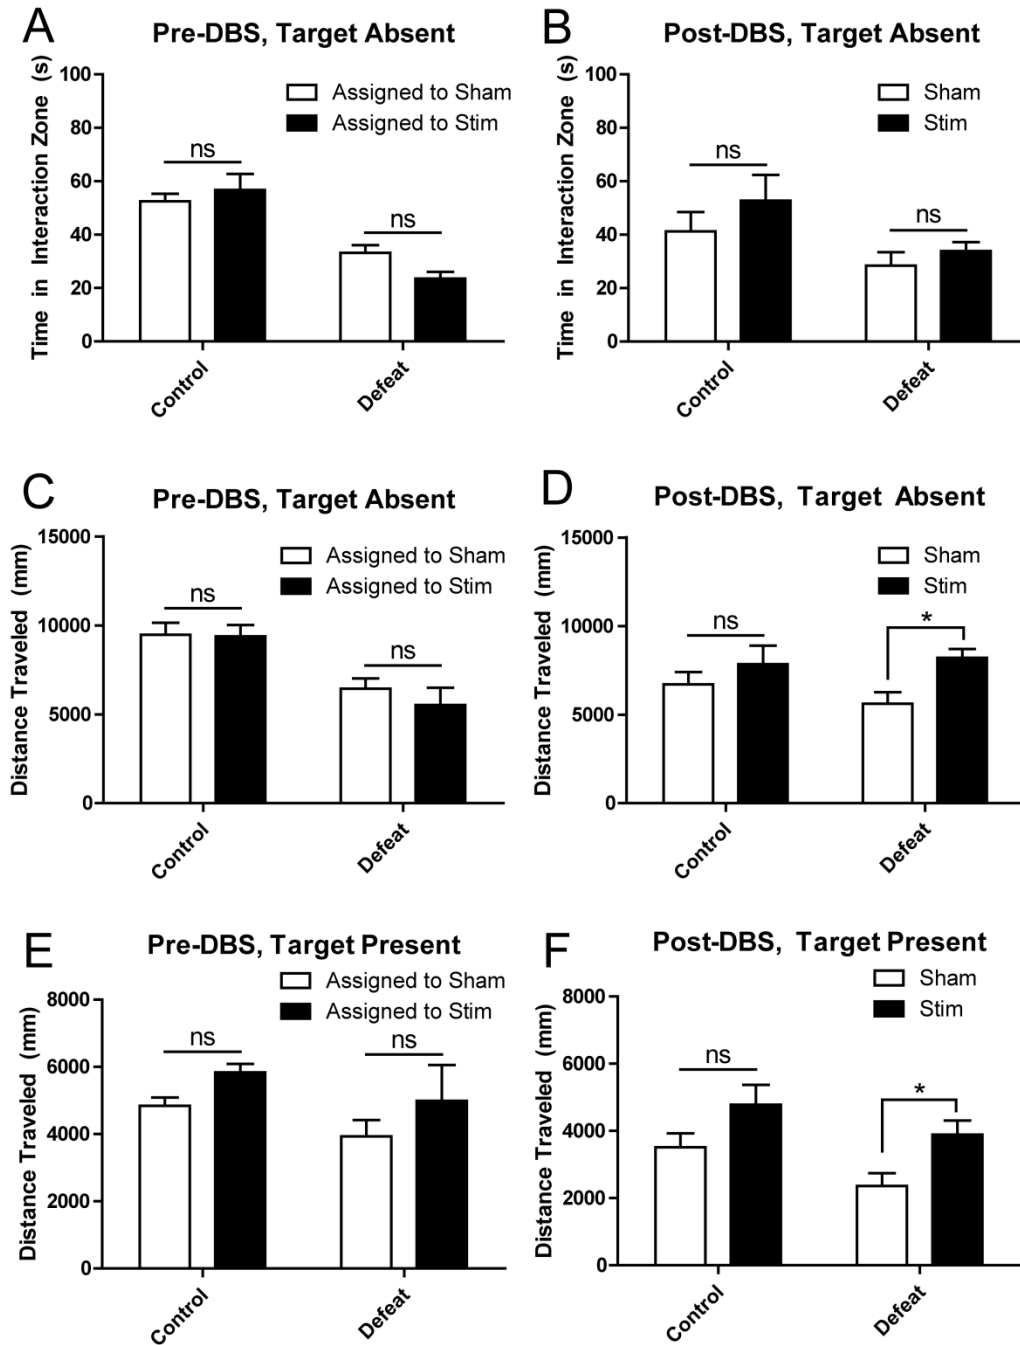 A
Pre-DBS, Target Absent
Time in Interaction Zone (s)
100
80
60
40
20
0
Assigned to Sham
Assigned to Stim
ns
ns
Control
Defeat
B
Post-DBS, Target Absent
Time in Interaction Zone (s)
100
80
60
40
20
0
Sham
Stim
ns
ns
Control
Defeat
C
Pre-DBS, Target Absent
Distance Traveled (mm)
15000
10000
5000
0
Assigned to Sham
Assigned to Stim
ns
ns
Control
Defeat
D
Post-DBS, Target Absent
Distance Traveled (mm)
15000
10000
5000
0
Sham
Stim
ns
*
Control
Defeat
E
Pre-DBS, Target Present
Distance Traveled (mm)
8000
6000
4000
2000
0
Assigned to Sham
Assigned to Stim
ns
ns
Control
Defeat
F
Post-DBS, Target Present
Distance Traveled (mm)
8000
6000
4000
2000
0
Sham
Stim
ns
*
Control
Defeat